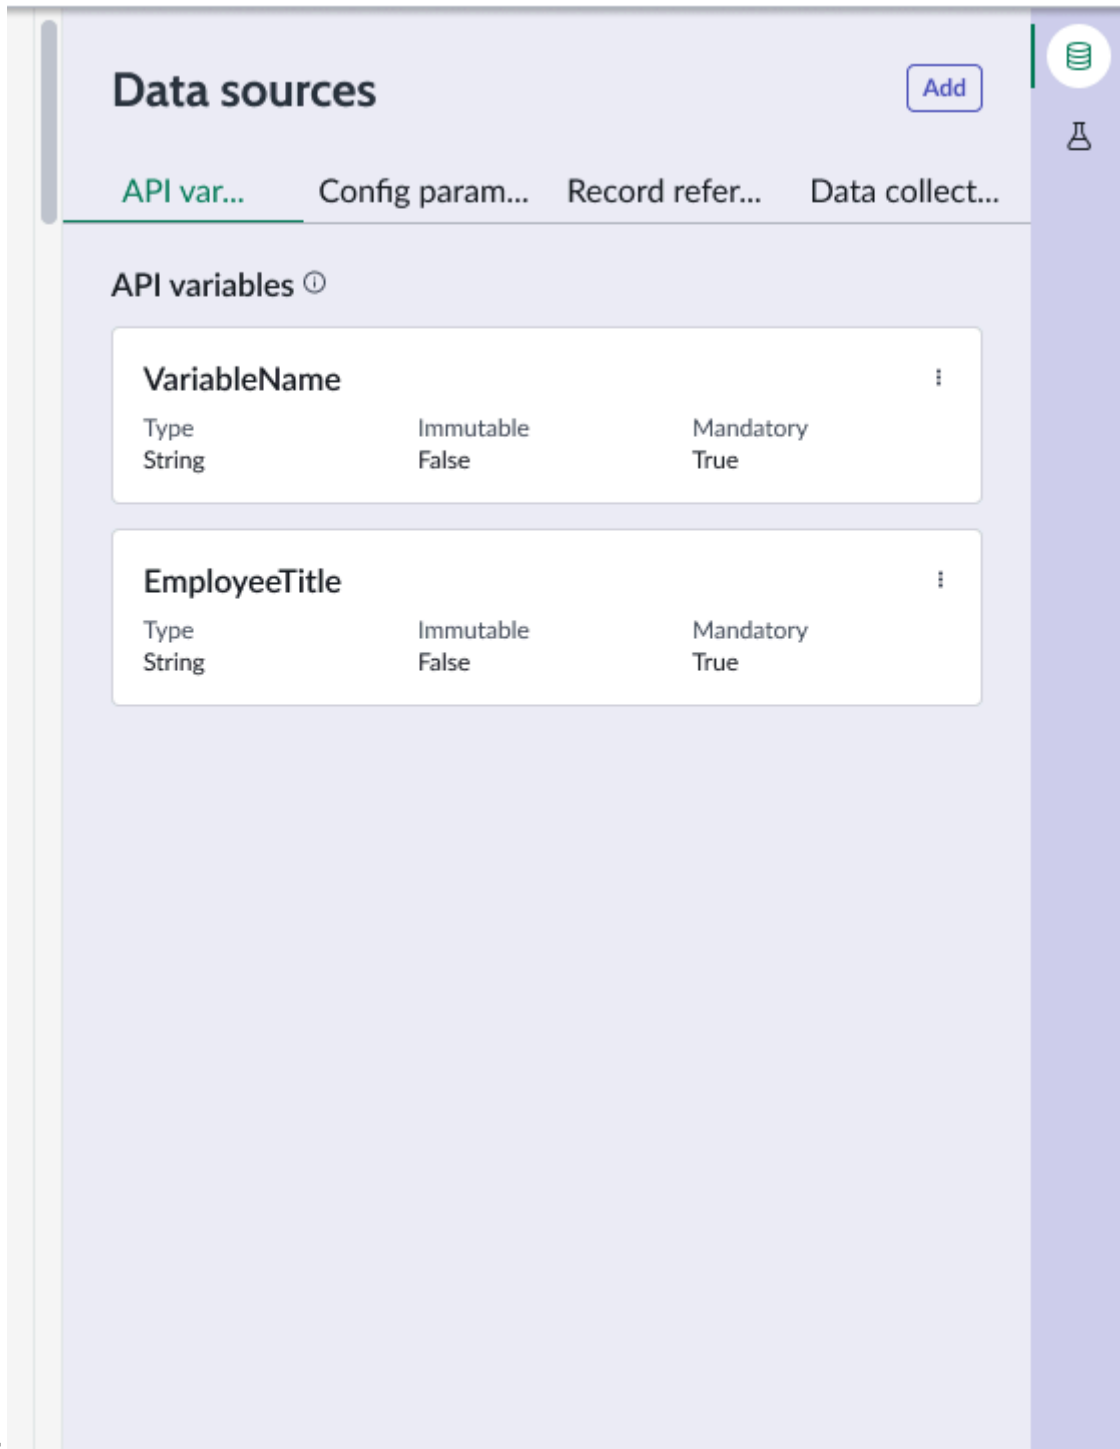 Data sources
Add
API var... Config param... Record refer... Data collect...
API variables
VariableName
Type Immutable Mandatory
String False True
EmployeeTitle
Type Immutable Mandatory
String False True